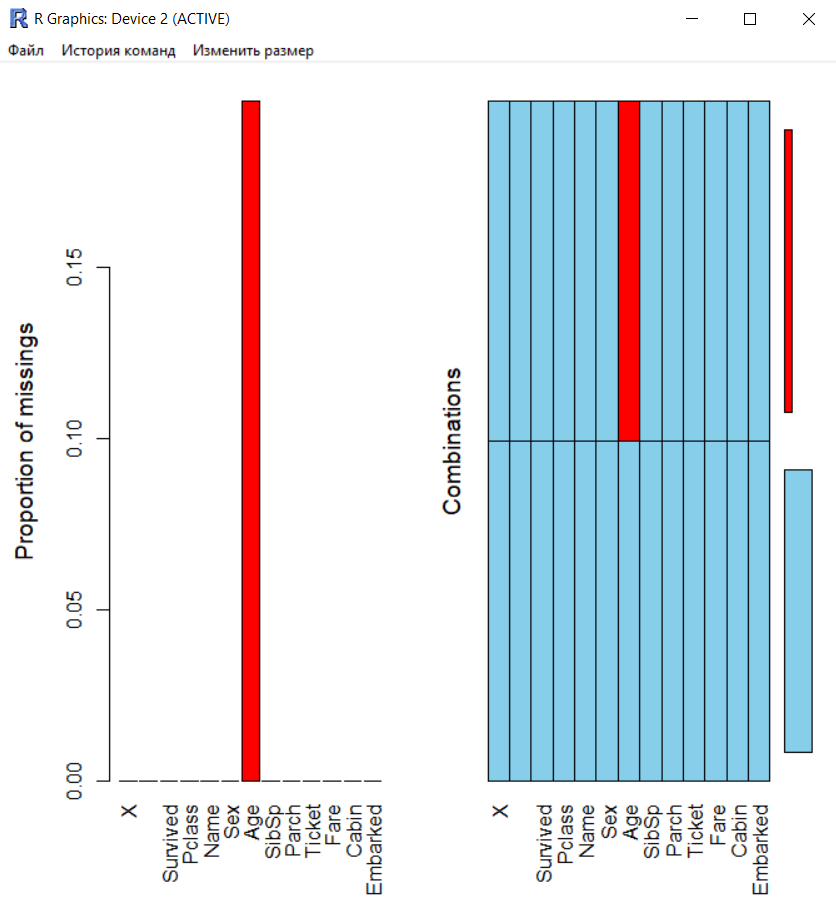 R Graphics: Device 2 (ACTIVE)
Файл История команд Изменить размер
Proportion of missings
0.15
0.10
0.05
0.00
X
Survived
Pclass
Name
Sex
Age
SibSp
Parch
Ticket
Fare
Cabin
Embarked
Combinations
X
Survived
Pclass
Name
Sex
Age
SibSp
Parch
Ticket
Fare
Cabin
Embarked